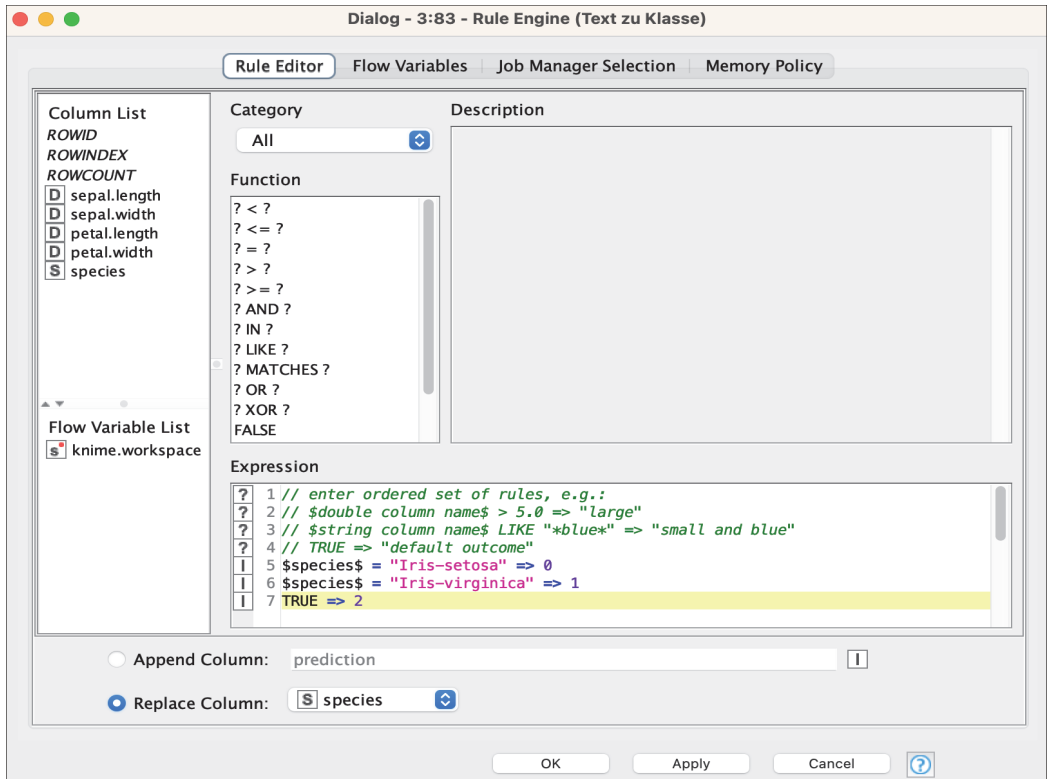 Dialog - 3:83 - Rule Engine (Text zu Klasse)
Rule Editor Flow Variables Job Manager Selection Memory Policy
Column List
ROWID
ROWINDEX
ROWCOUNT
D sepal.length
D sepal.width
D petal.length
D petal.width
S species
Flow Variable List
s knime.workspace
Category
All
Function
? < ?
? <= ?
? = ?
? > ?
? >= ?
? AND ?
? IN ?
? LIKE ?
? MATCHES ?
? OR ?
? XOR ?
FALSE
Description
Expression
? 1 // enter ordered set of rules, e.g.:
? 2 // $double column name$ > 5.0 => "large"
? 3 // $string column name$ LIKE "*blue*" => "small and blue"
? 4 // TRUE => "default outcome"
I 5 $species$ = "Iris-setosa" => 0
I 6 $species$ = "Iris-virginica" => 1
I 7 TRUE => 2
Append Column: prediction I
Replace Column: S species
OK Apply Cancel ?